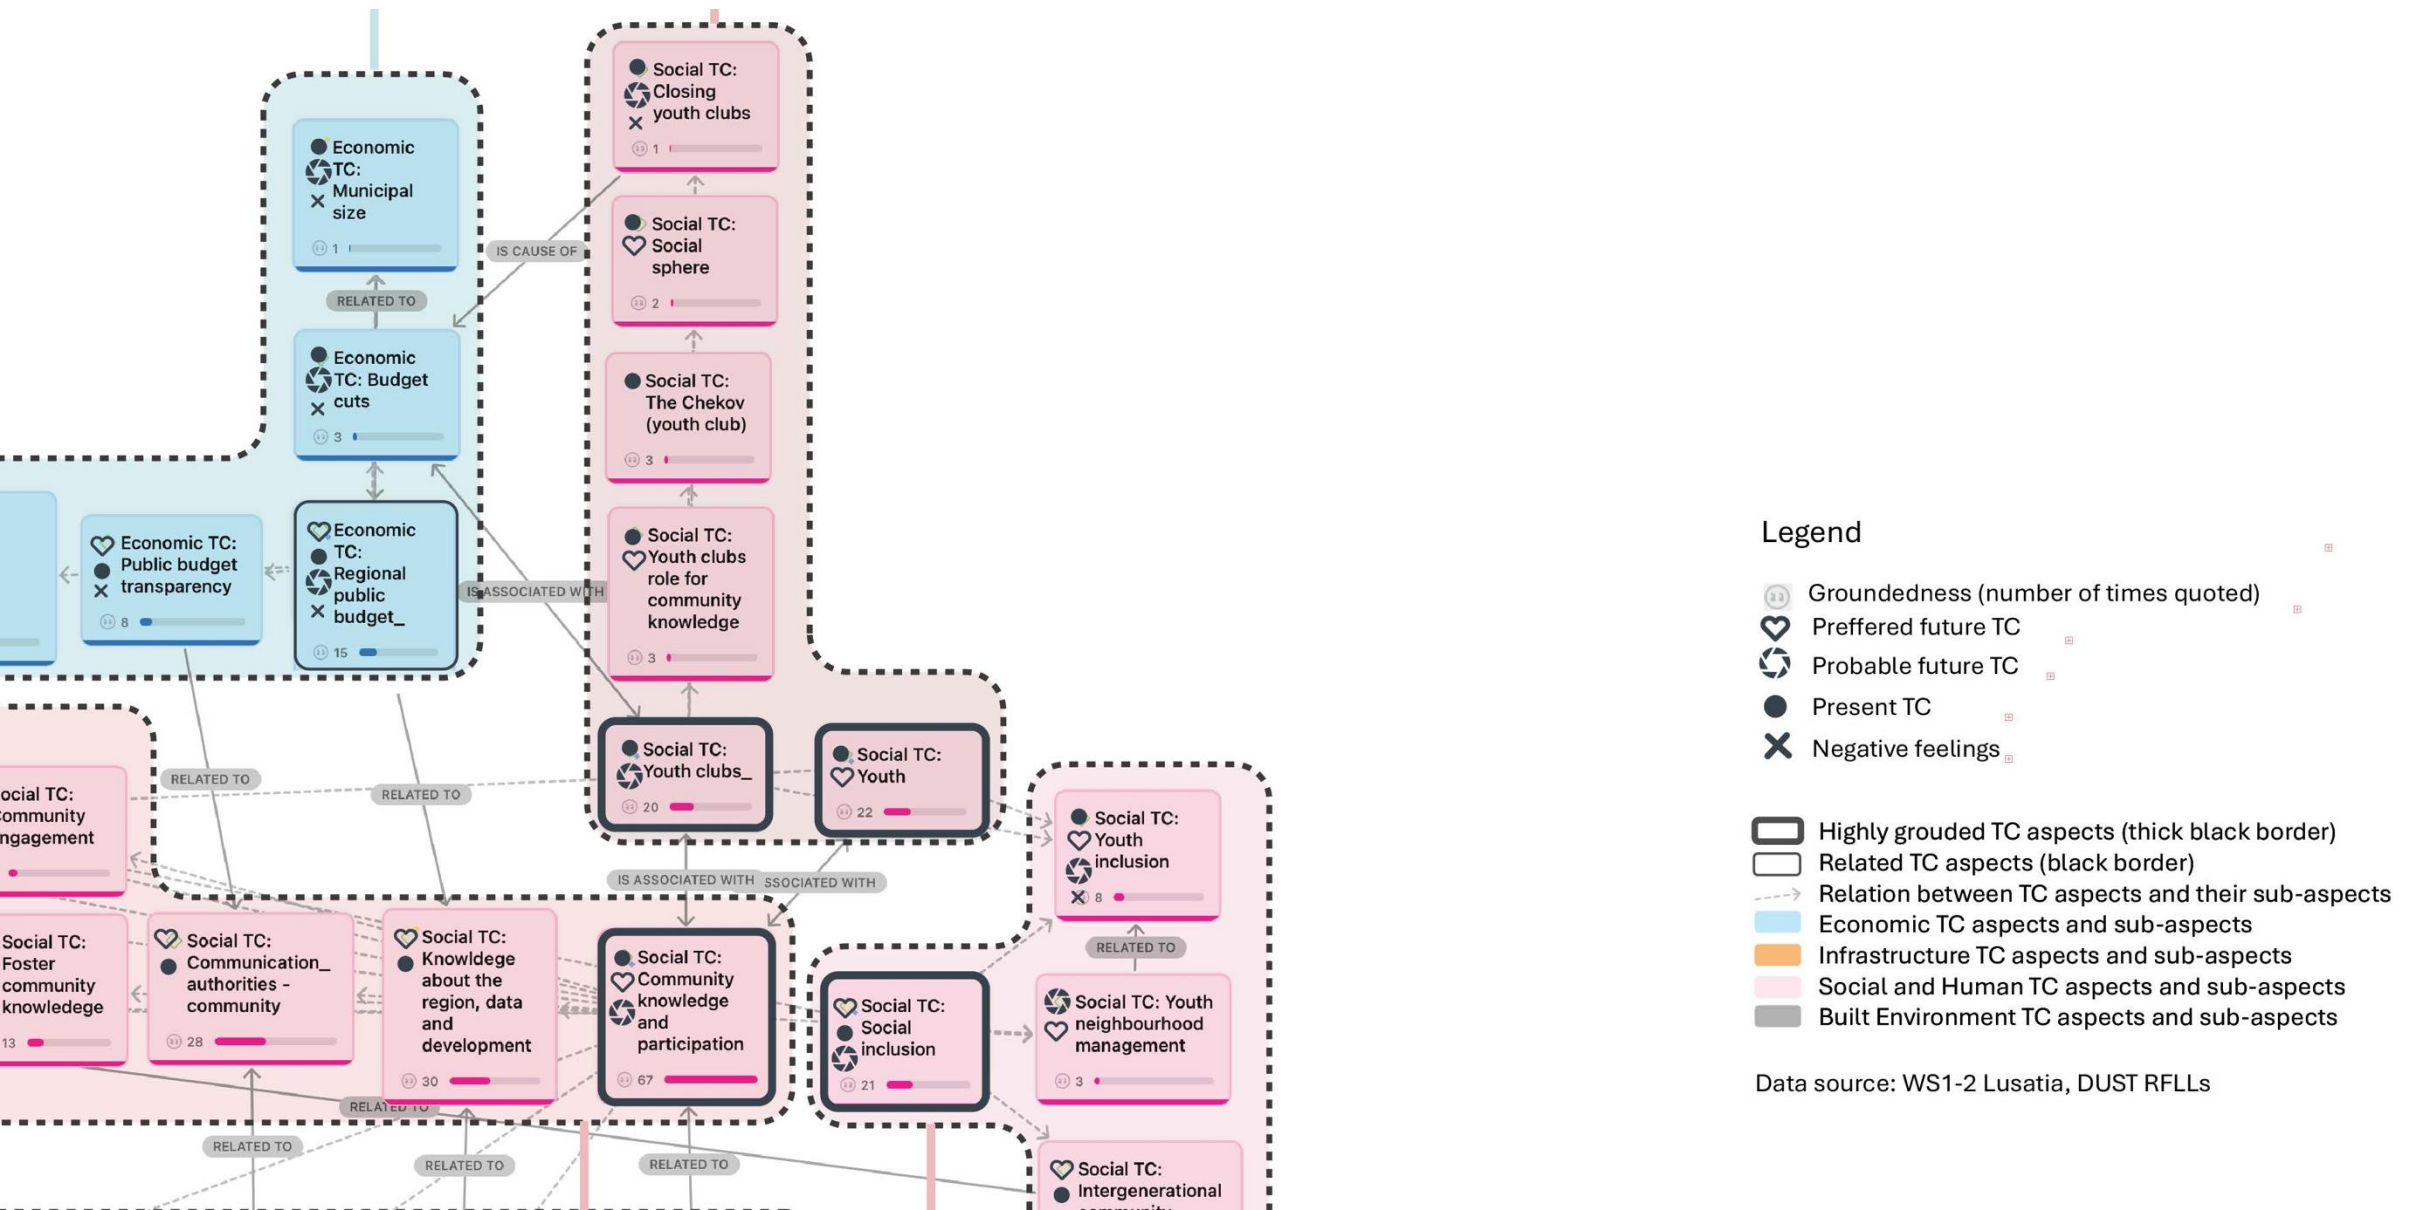 Social TC:
Closing
youth clubs
1
Economic
TC:
Municipal
size
1
Social TC:
Social
sphere
2
IS CAUSE OF
RELATED TO
Economic
TC: Budget
cuts
3
Social TC:
The Chekov
(youth club)
3
Economic TC:
Public budget
transparency
8
Economic
TC:
Regional
public
budget_
15
IS ASSOCIATED WITH
Social TC:
Youth clubs
role for
community
knowledge
3
Social TC:
Youth clubs_
20
Social TC:
Youth
22
RELATED TO
RELATED TO
ocial TC:
ommunity
ngagement
Social TC:
Youth
inclusion
8
IS ASSOCIATED WITH
SSOCIATED WITH
Social TC:
Foster
community
knowledege
13
Social TC:
Communication_
authorities -
community
28
Social TC:
Knowldege
about the
region, data
and
development
30
Social TC:
Community
knowledge
and
participation
67
Social TC:
Social
inclusion
21
RELATED TO
Social TC: Youth
neighbourhood
management
3
RELATED TO
RELATED TO
RELATED TO
RELATED TO
Social TC:
Intergenerational
Legend
Groundedness (number of times quoted)
Preffered future TC
Probable future TC
Present TC
Negative feelings
Highly grouded TC aspects (thick black border)
Related TC aspects (black border)
Relation between TC aspects and their sub-aspects
Economic TC aspects and sub-aspects
Infrastructure TC aspects and sub-aspects
Social and Human TC aspects and sub-aspects
Built Environment TC aspects and sub-aspects
Data source: WS1-2 Lusatia, DUST RFLLs